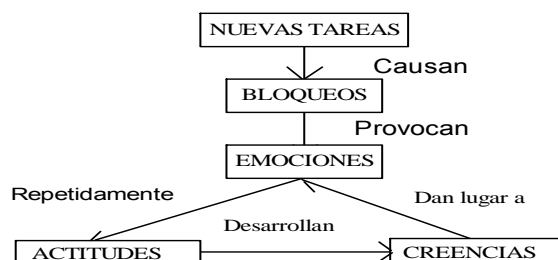 NUEVAS TAREAS
Causan
BLOQUEOS
Provocan
EMOCIONES
Repetidamente
Dan lugar a
Desarrollan
ACTITUDES
CREENCIAS